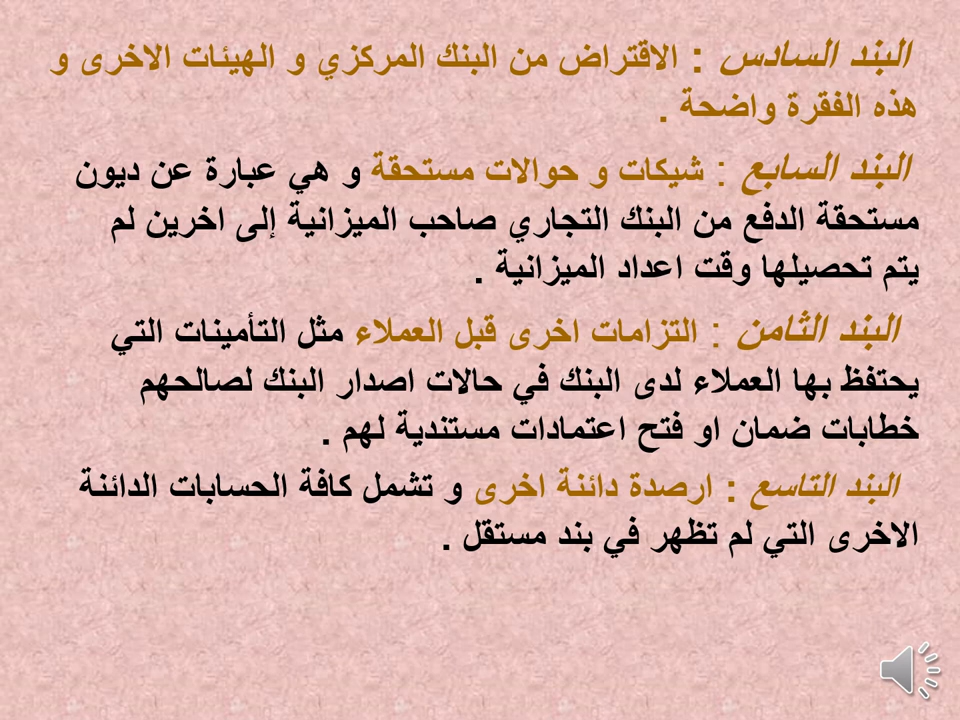 البند السادس : الاقتراض من البنك المركزي و الهيئات الاخرى و
هذه الفقرة واضحة .
البند السابع : شيكات و حوالات مستحقة و هي عبارة عن ديون
مستحقة الدفع من البنك التجاري صاحب الميزانية إلى اخرين لم
يتم تحصيلها وقت اعداد الميزانية .
البند الثامن : التزامات اخرى قبل العملاء مثل التأمينات التي
يحتفظ بها العملاء لدى البنك في حالات اصدار البنك لصالحهم
خطابات ضمان او فتح اعتمادات مستندية لهم .
البند التاسع : ارصدة دائنة اخرى و تشمل كافة الحسابات الدائنة
الاخرى التي لم تظهر في بند مستقل .